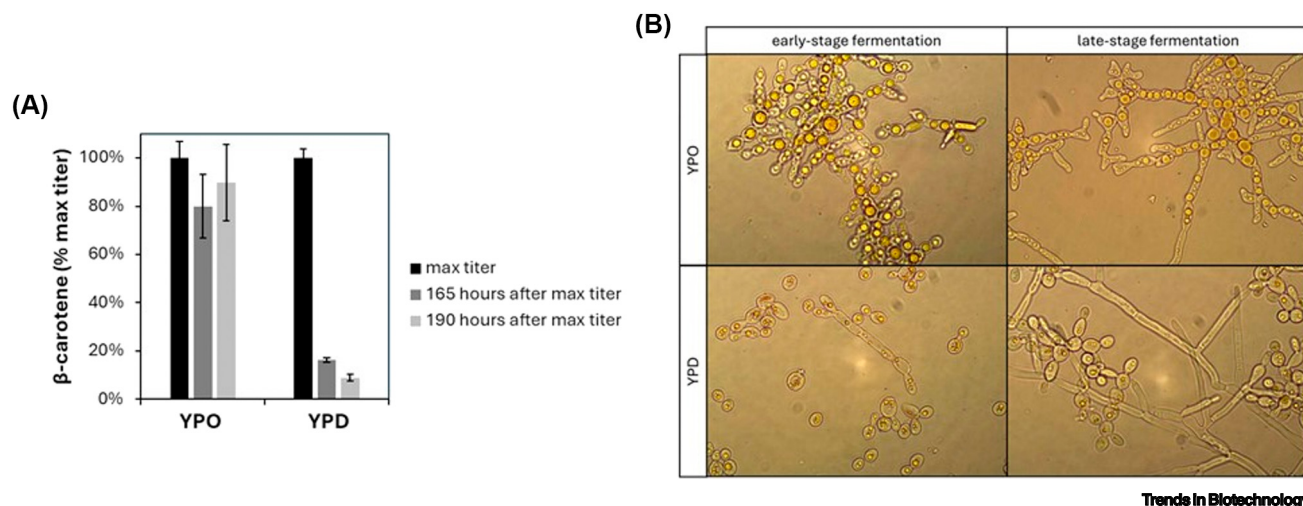 (A)
β-carotene (% max titer)
100%
80%
60%
40%
20%
0%
YPO
YPD
max titer
165 hours after max titer
190 hours after max titer
(B)
early-stage fermentation
late-stage fermentation
YPO
YPD
Trends in Biotechnology